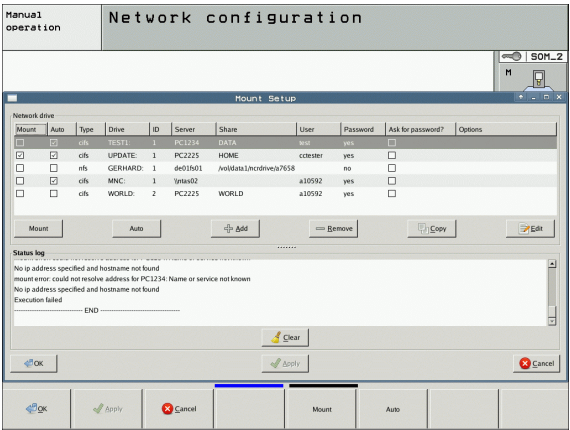 Manual
operation
Network configuration
SOM_2
M
Mount Setup
Network drive
Mount Auto Type Drive ID Server Share User Password Ask for password? Options
cifs TEST1: 1 PC1234 DATA test yes
cifs UPDATE: 1 PC2225 HOME cctester yes
nfs GERHARD: 1 de01fs01 /vol/data1/ncrdrive/a7658 no
cifs MNC: 1 \\ntas02 a10592 yes
cifs WORLD: 2 PC2225 WORLD a10592 yes
Mount Auto Add Remove Copy Edit
Status log
No ip address specified and hostname not found
mount error: could not resolve address for PC1234: Name or service not known
No ip address specified and hostname not found
Execution failed
------------------------------ END ------------------------------------
Clear
OK Apply Cancel
OK Apply Cancel Mount Auto